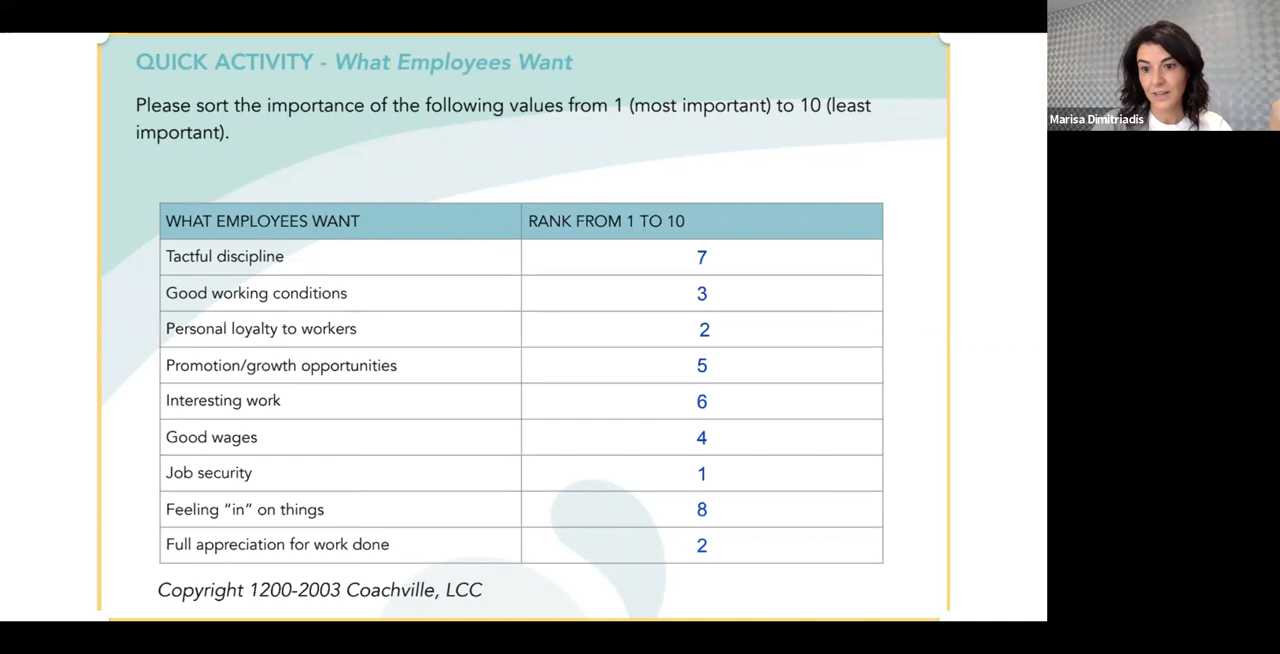 QUICK ACTIVITY - What Employees Want
Please sort the importance of the following values from 1 (most important) to 10 (least
important).
WHAT EMPLOYEES WANT RANK FROM 1 TO 10
Tactful discipline 7
Good working conditions 3
Personal loyalty to workers 2
Promotion/growth opportunities 5
Interesting work 6
Good wages 4
Job security 1
Feeling “in” on things 8
Full appreciation for work done 2
Copyright 1200-2003 Coachville, LCC
Marisa Dimitriadis